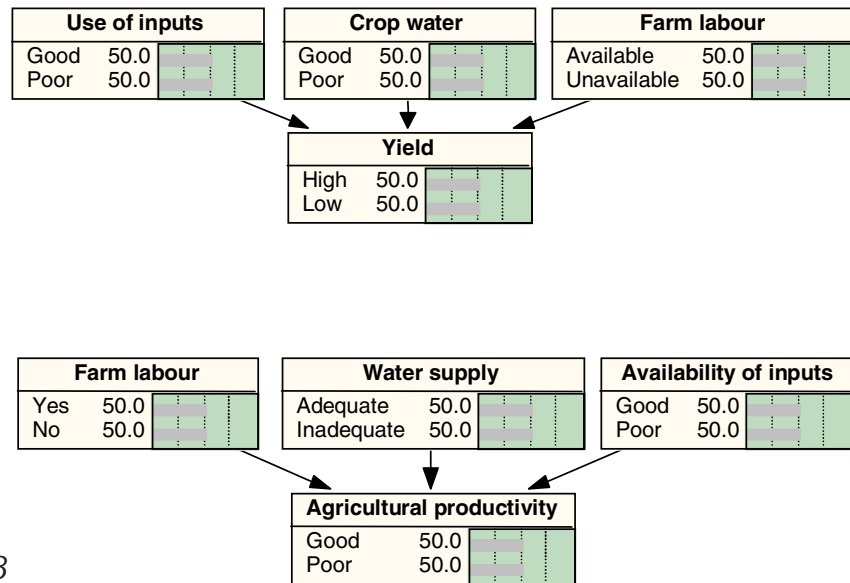 Use of inputs
Good 50.0
Poor 50.0
Crop water
Good 50.0
Poor 50.0
Farm labour
Available 50.0
Unavailable 50.0
Yield
High 50.0
Low 50.0
Farm labour
Yes 50.0
No 50.0
Water supply
Adequate 50.0
Inadequate 50.0
Availability of inputs
Good 50.0
Poor 50.0
Agricultural productivity
Good 50.0
Poor 50.0
3